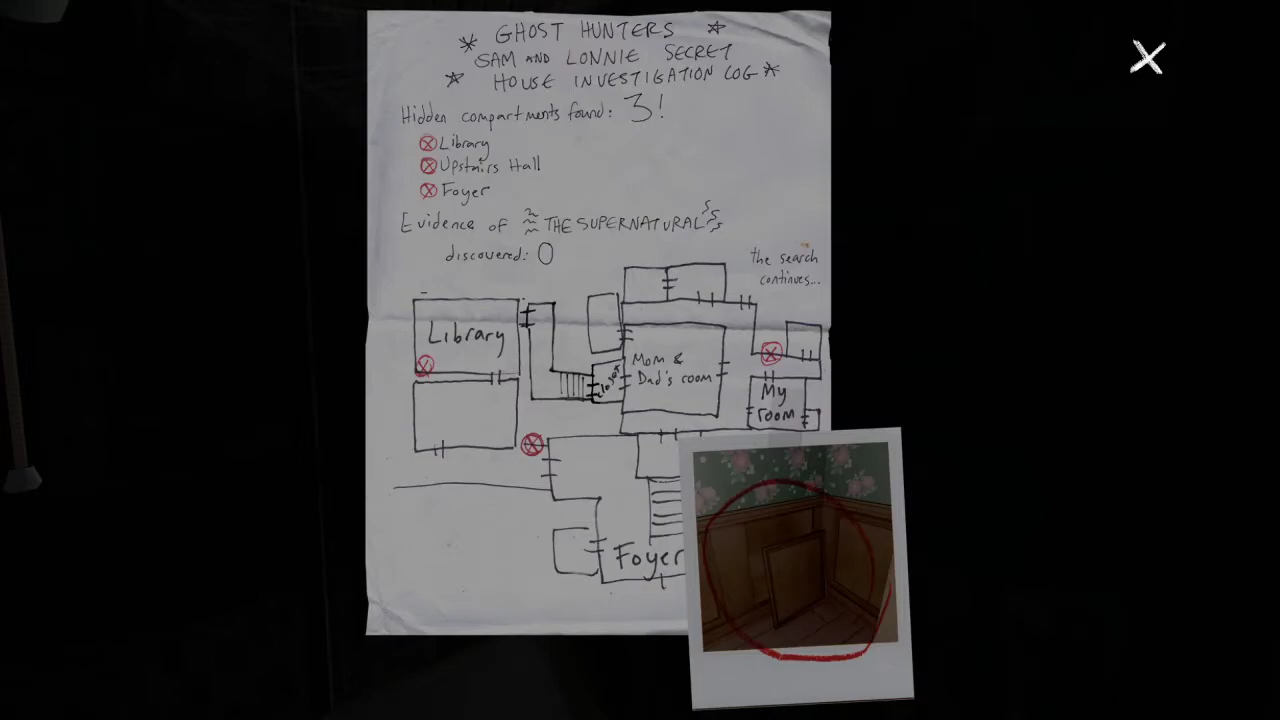 GHOST HUNTERS
SAM AND LONNIE SECRET
HOUSE INVESTIGATION LOG
Hidden compartments found: 3!
Library
Upstairs Hall
Foyer
Evidence of THE SUPERNATURAL
discovered: 0
the search
continues...
Library
closet
Mom &
Dad's room
My
room
Foyer